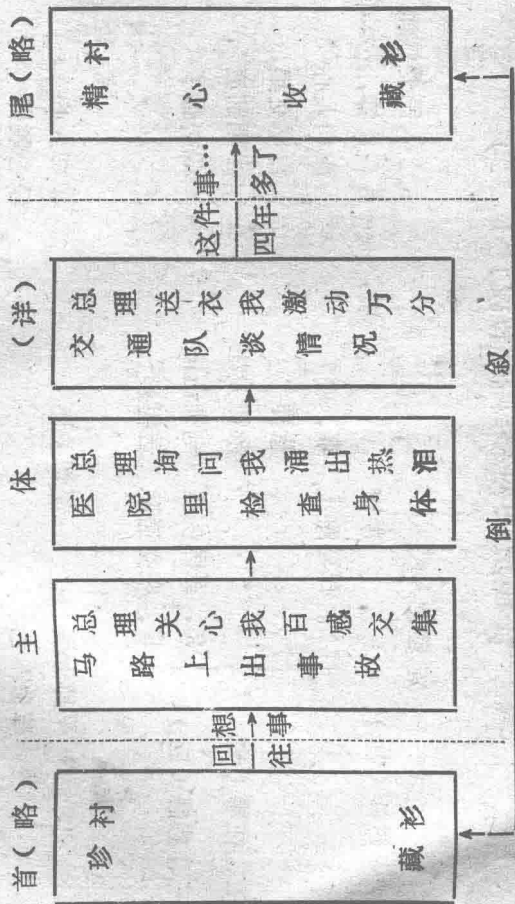 首（略）
主
体
（详）
尾（略）
珍藏
衬衫
回想
往事
马路上出事故
总理关心我百感交集
医院里检查身体
总理询问我涌出热泪
交通队谈情况
总理送衣我激动万分
这件事…
四年多了
精心收藏
衬衫
倒叙